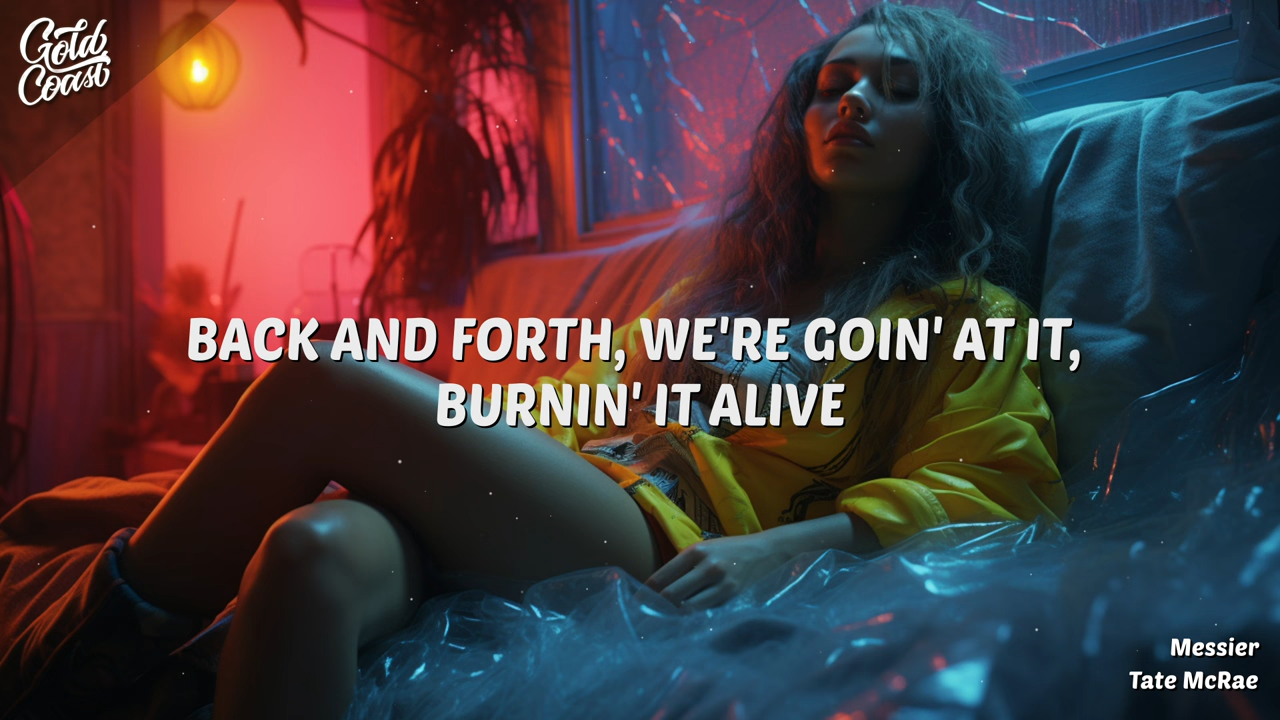 Gold
Coast
BACK AND FORTH, WE'RE GOIN' AT IT,
BURNIN' IT ALIVE
Messier
Tate McRae